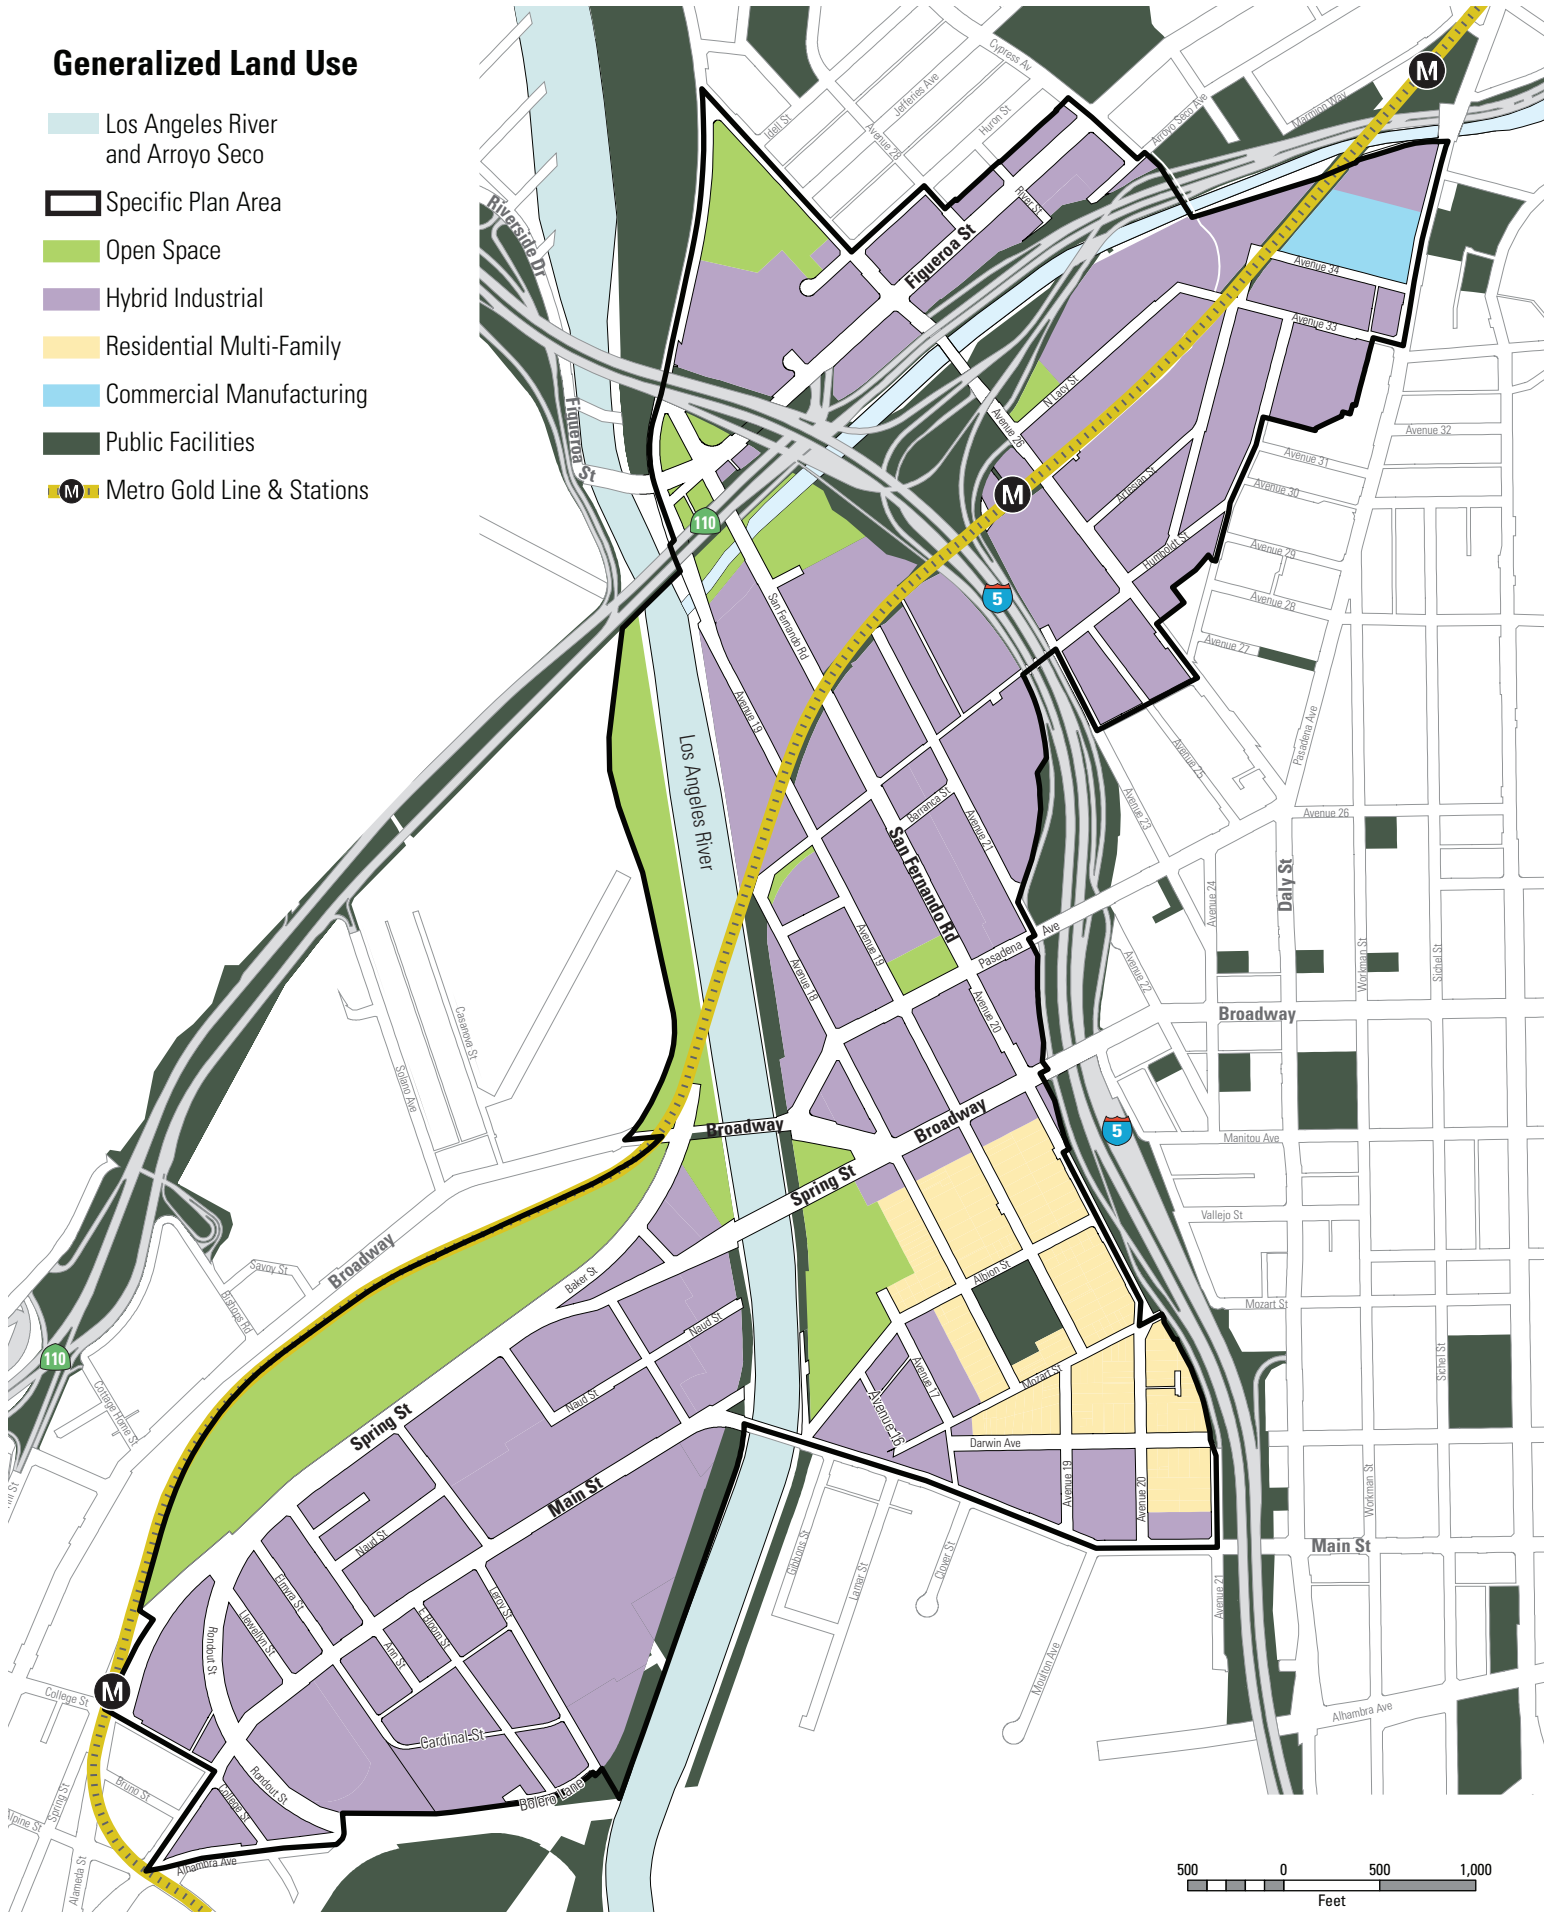 Generalized Land Use
Los Angeles River
and Arroyo Seco
Specific Plan Area
Open Space
Hybrid Industrial
Residential Multi-Family
Commercial Manufacturing
Public Facilities
M Metro Gold Line & Stations
Cypress Av
Jefferies Ave
Huron St
Idell St
Avenue 28
Arroyo Seco Ave
Marmion Way
M
Riverside Dr
River St
Figueroa St
Avenue 34
Avenue 33
Figueroa St
N Lacy St
Avenue 26
Avenue 32
Avenue 31
Artesian St
Avenue 30
M
110
Humboldt St
Avenue 29
5
Avenue 28
San Fernando Rd
Avenue 27
Avenue 19
Los Angeles River
Pasadena Ave
Avenue 25
Barranca St
Avenue 21
Avenue 23
Avenue 26
San Fernando Rd
Daly St
Avenue 24
Avenue 19
Pasadena Ave
Avenue 18
Avenue 22
Workman St
Sichel St
Avenue 20
Broadway
Casanova St
Solano Ave
Broadway
Broadway
5
Manitou Ave
Spring St
Vallejo St
Savoy St
Broadway
Bishops Rd
Baker St
Albion St
Mozart St
Naud St
110
Cottage Home St
Avenue 17
Mozart St
Sichel St
Naud St
Avenue 16
Spring St
Darwin Ave
Main St
Avenue 19
Avenue 20
Workman St
Naud St
Main St
Gibbons St
Lamar St
Clover St
Elmyra St
Leroy St
Avenue 21
Llewellyn St
E Bloom St
Rondout St
Ann St
Moulton Ave
M
College St
Alhambra Ave
Cardinal St
Rondout St
Bruno St
College St
Bolero Lane
Spring St
Alpine St
Alhambra Ave
Alameda St
500 0 500 1,000
Feet